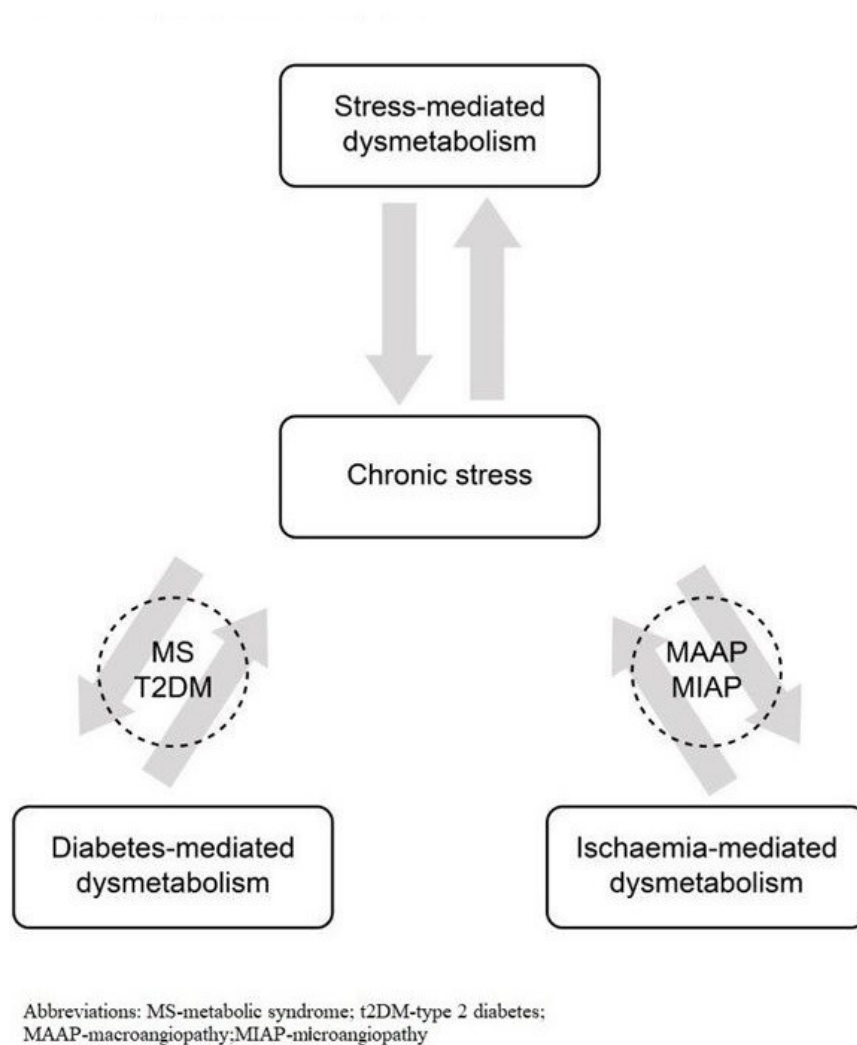 Stress-mediated
dysmetabolism
Chronic stress
MS
T2DM
MAAP
MIAP
Diabetes-mediated
dysmetabolism
Ischaemia-mediated
dysmetabolism
Abbreviations: MS-metabolic syndrome; t2DM-type 2 diabetes;
MAAP-macroangiopathy;MIAP-microangiopathy